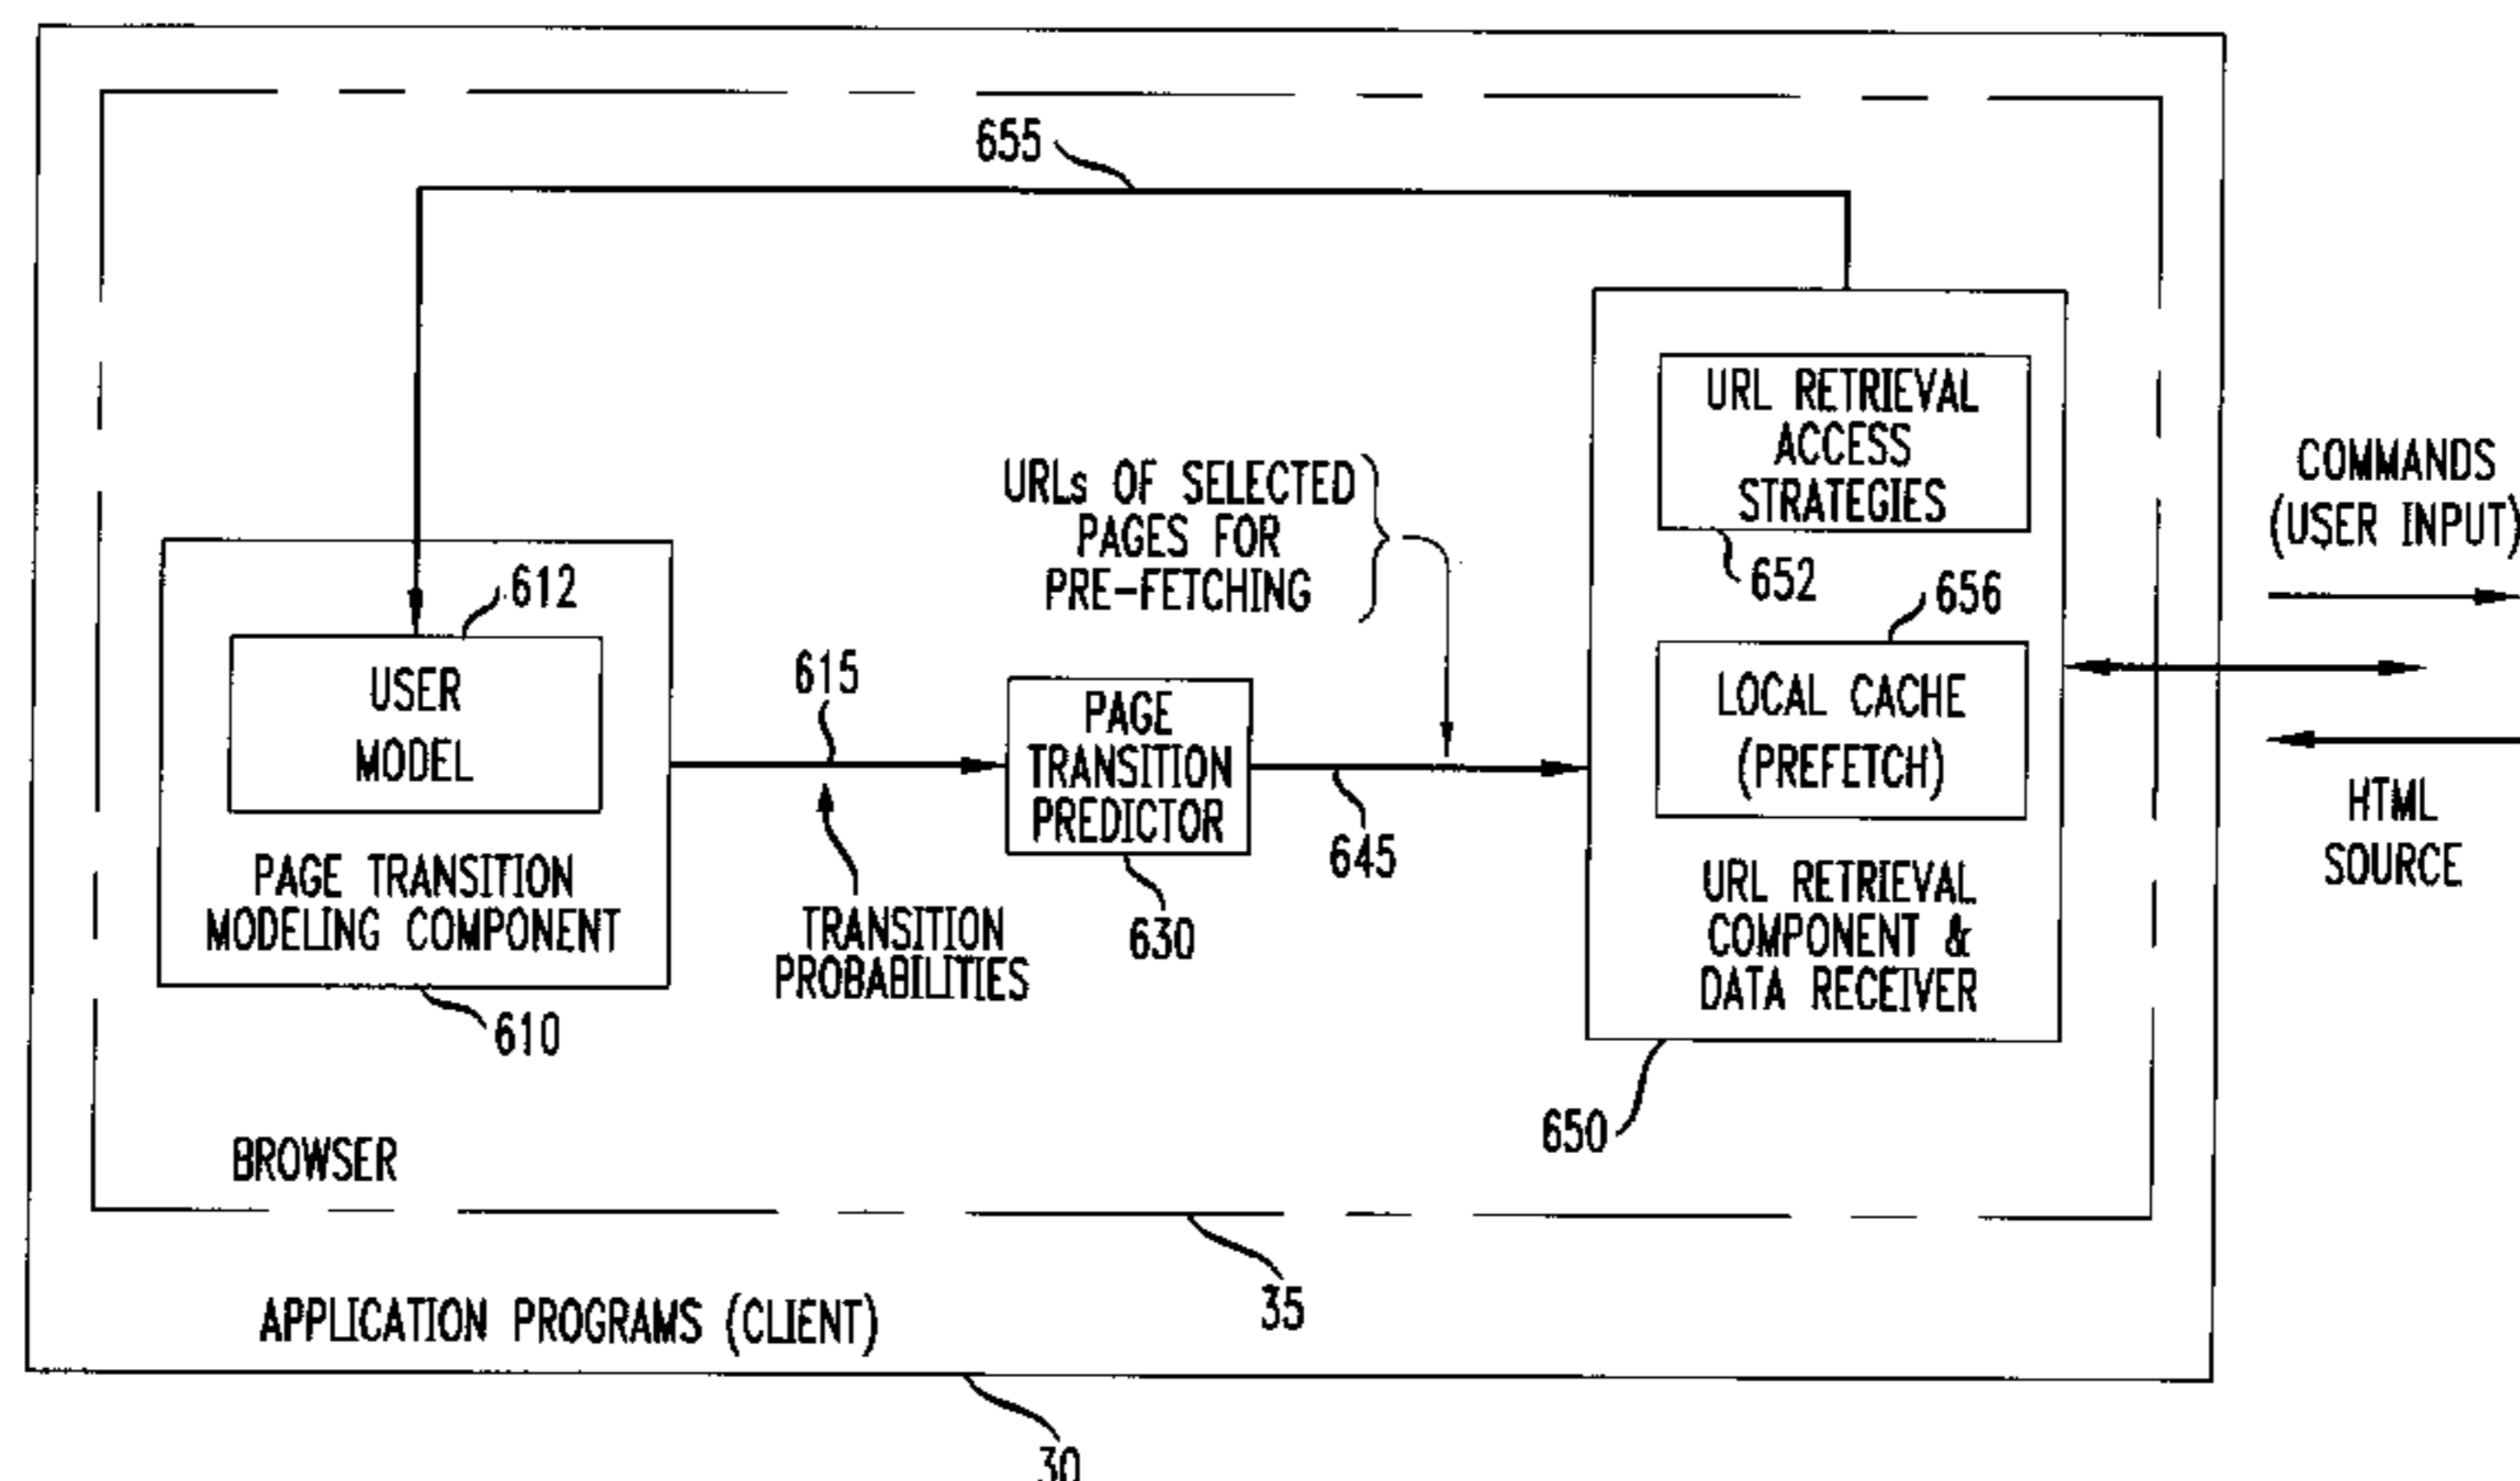 655
URL RETRIEVAL
ACCESS
STRATEGIES
652
COMMANDS
(USER INPUT)
URLs OF SELECTED
PAGES FOR
PRE-FETCHING
612
USER
MODEL
656
LOCAL CACHE
(PREFETCH)
615
PAGE
TRANSITION
PREDICTOR
645
630
HTML
SOURCE
PAGE TRANSITION
MODELING COMPONENT
610
TRANSITION
PROBABILITIES
URL RETRIEVAL
COMPONENT &
DATA RECEIVER
650
BROWSER
35
APPLICATION PROGRAMS (CLIENT)
30